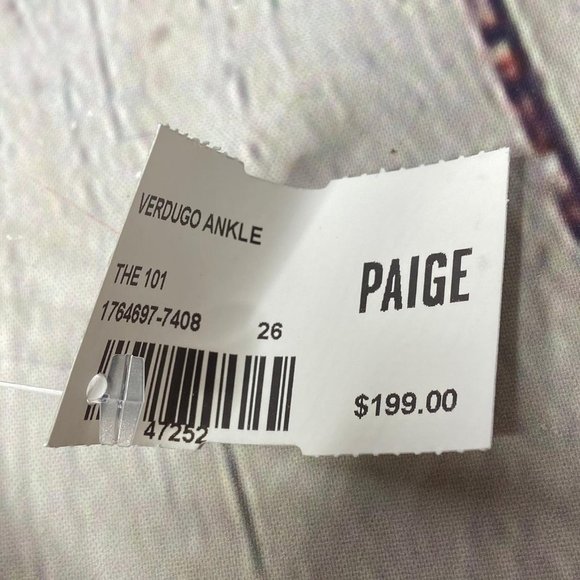 VERDUGO ANKLE
THE 101
1764697-7408 26
47252
PAIGE
$199.00